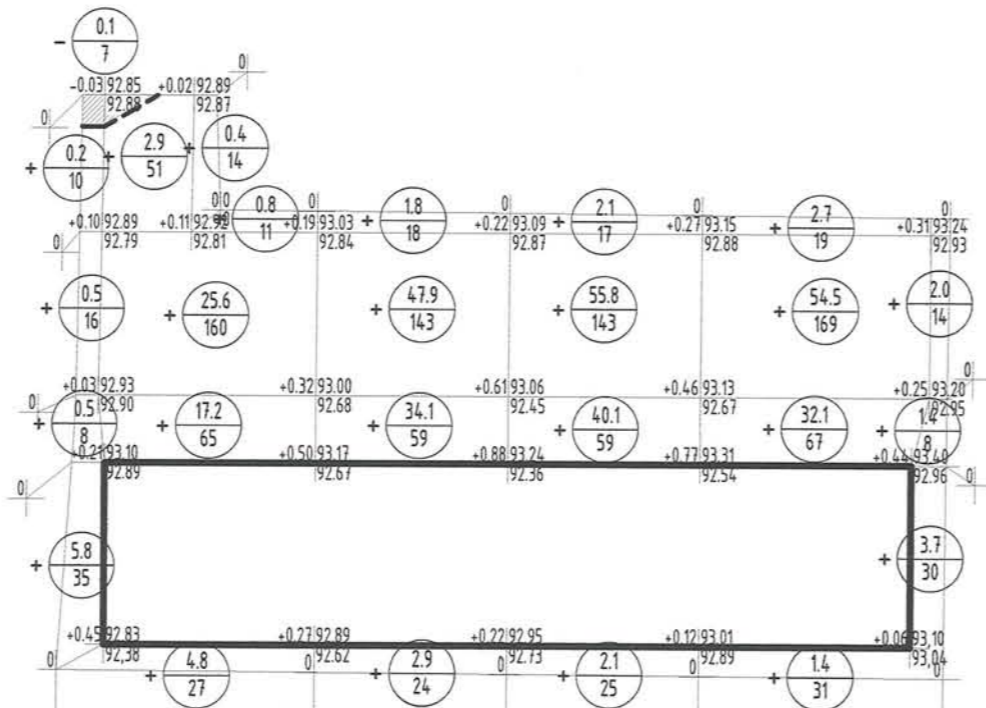 0.1
− 7
0
-0.03 92.85 +0.02 92.89
92.88 92.87
0
+ 0.2 + 2.9 + 0.4
10 51 14
0 0 0 0 0 0
+ 0.8 + 1.8 + 2.1 + 2.7
11 18 17 19
+0.10 92.89 +0.11 92.92 +0.19 93.03 +0.22 93.09 +0.27 93.15 +0.31 93.24
92.79 92.81 92.84 92.87 92.88 92.93
0
+ 0.5 + 25.6 + 47.9 + 55.8 + 54.5 + 2.0
16 160 143 143 169 14
0
+0.03 92.93 +0.32 93.00 +0.61 93.06 +0.46 93.13 +0.25 93.20
92.90 92.68 92.45 92.67 92.95
0
+ 0.5 + 17.2 + 34.1 + 40.1 + 32.1 + 1.4
8 65 59 59 67 8
+0.21 93.10 +0.50 93.17 +0.88 93.24 +0.77 93.31 +0.44 93.40
92.89 92.67 92.36 92.54 92.96
0 0
+ 5.8 + 3.7
35 30
+0.45 92.83 +0.27 92.89 +0.22 92.95 +0.12 93.01 +0.06 93,10
92,38 92.62 92.73 92.89 93,04
0 0 0 0 0
+ 4.8 + 2.9 + 2.1 + 1.4
27 24 25 31